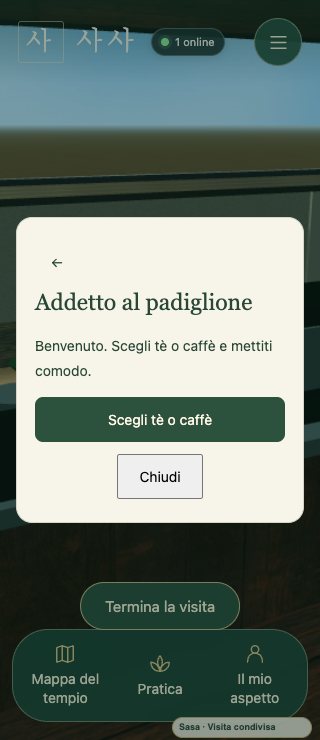 사 사사
1 online
←
Addetto al padiglione
Benvenuto. Scegli tè o caffè e mettiti
comodo.
Scegli tè o caffè
Chiudi
Termina la visita
Mappa del
tempio
Pratica
Il mio
aspetto
Sasa · Visita condivisa